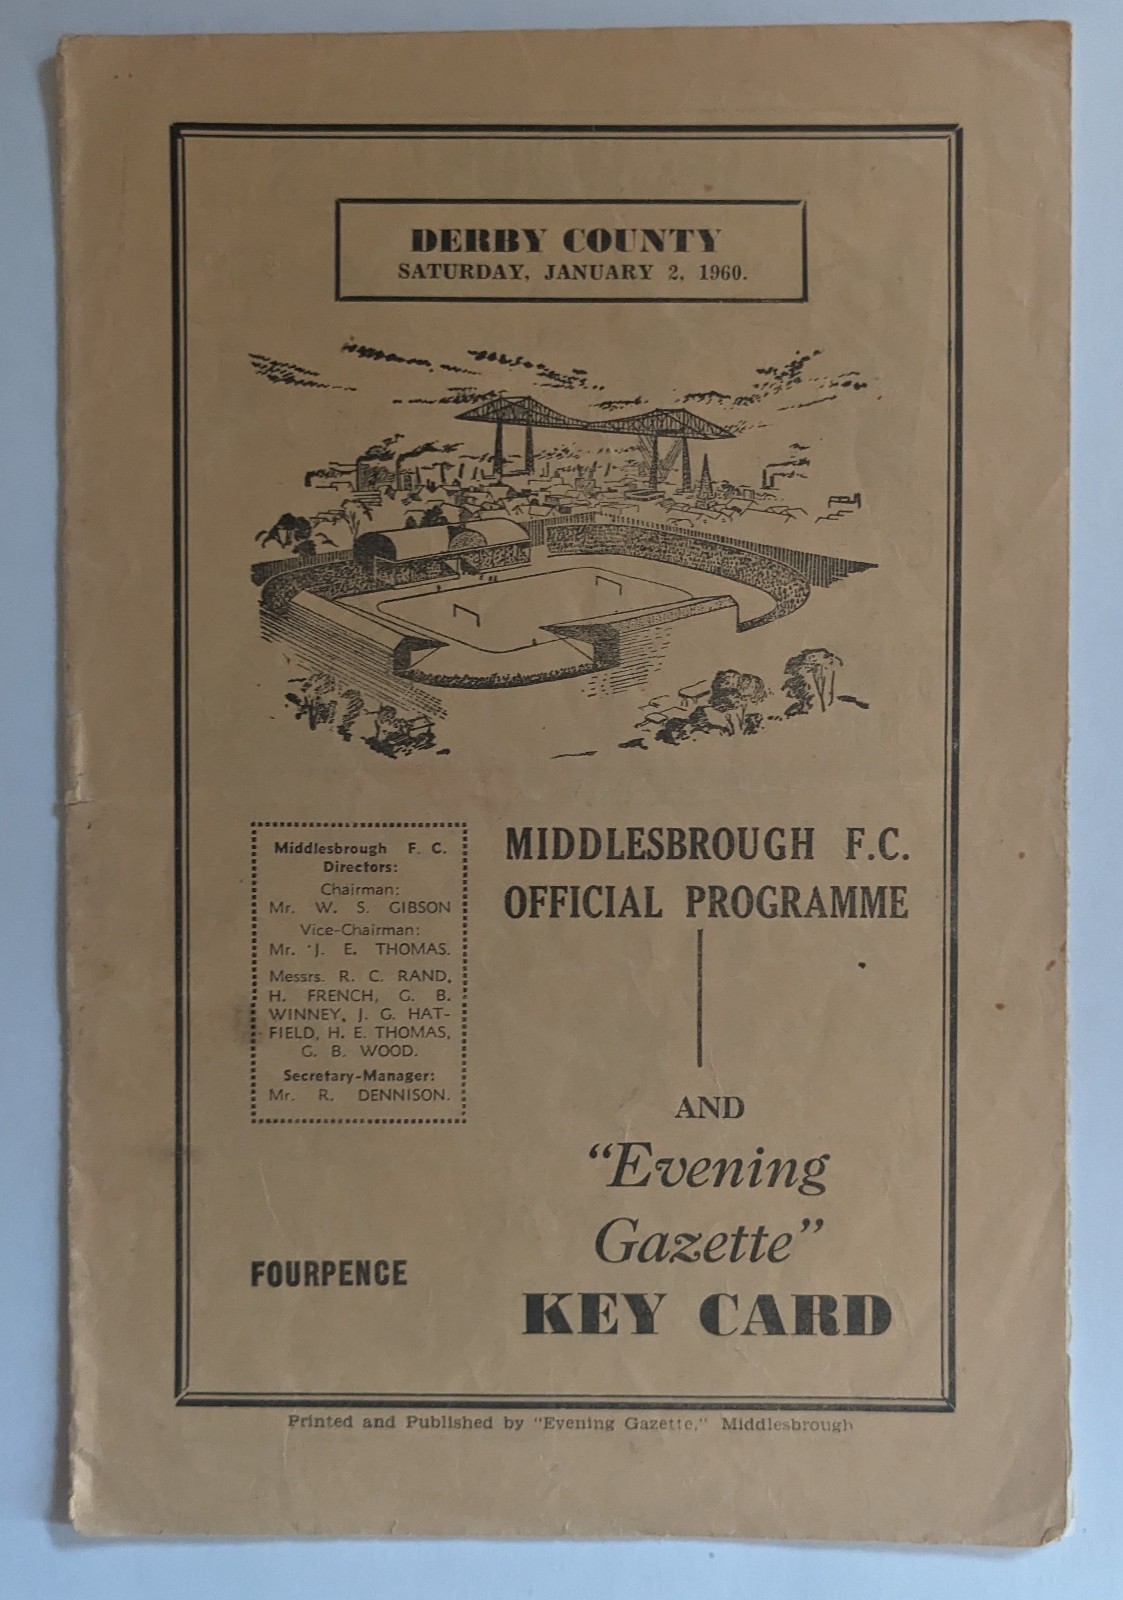 DERBY COUNTY
SATURDAY, JANUARY 2, 1960.
Middlesbrough F. C.
Directors:
Chairman:
Mr. W. S. GIBSON
Vice-Chairman:
Mr. J. E. THOMAS.
Messrs. R. C. RAND,
H. FRENCH, G. B.
WINNEY, J. G. HAT-
FIELD, H. E. THOMAS,
G. B. WOOD.
Secretary-Manager:
Mr. R. DENNISON.
MIDDLESBROUGH F.C.
OFFICIAL PROGRAMME
AND
"Evening
Gazette"
KEY CARD
FOURPENCE
Printed and Published by "Evening Gazette," Middlesbrough